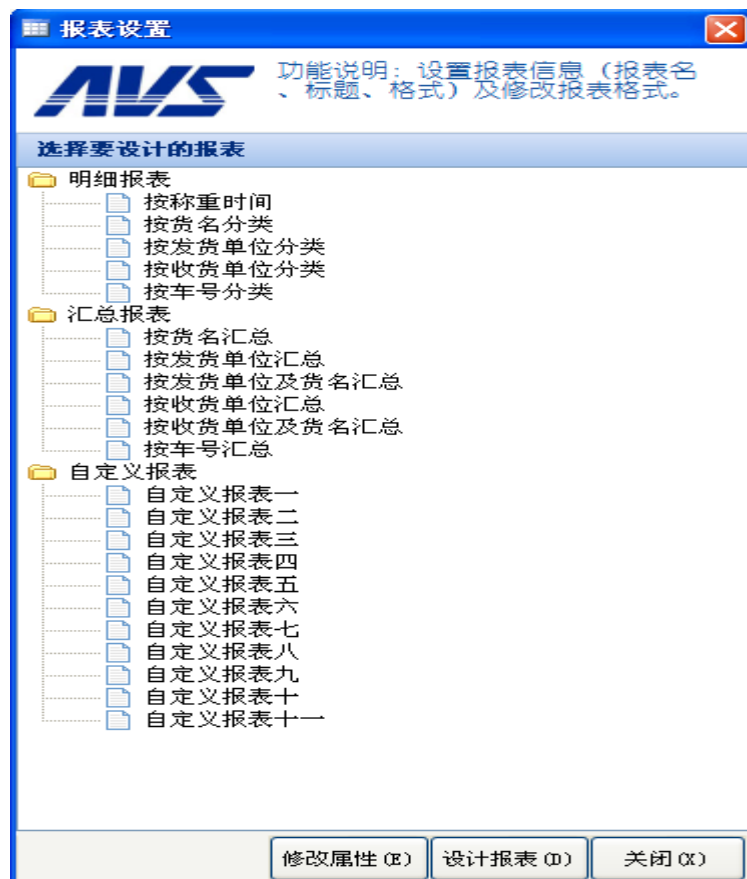 报表设置
AVS
功能说明：设置报表信息（报表名
、标题、格式）及修改报表格式。
选择要设计的报表
明细报表
按称重时间
按货名分类
按发货单位分类
按收货单位分类
按车号分类
汇总报表
按货名汇总
按发货单位汇总
按发货单位及货名汇总
按收货单位汇总
按收货单位及货名汇总
按车号汇总
自定义报表
自定义报表一
自定义报表二
自定义报表三
自定义报表四
自定义报表五
自定义报表六
自定义报表七
自定义报表八
自定义报表九
自定义报表十
自定义报表十一
修改属性(E) 设计报表(D) 关闭(X)